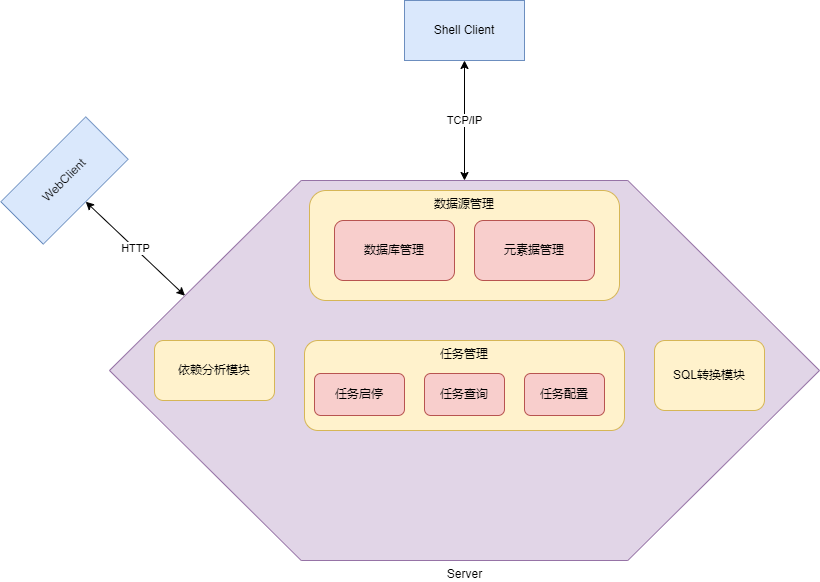 Shell Client
TCP/IP
WebClient
HTTP
数据源管理
数据库管理
元素据管理
依赖分析模块
任务管理
任务启停
任务查询
任务配置
SQL转换模块
Server